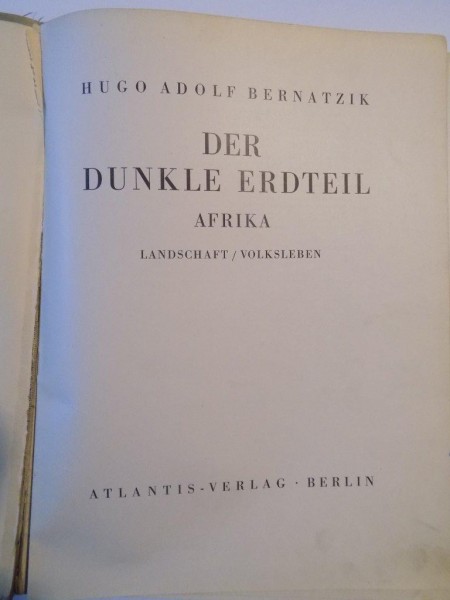 HUGO ADOLF BERNATZIK
DER
DUNKLE ERDTEIL
AFRIKA
LANDSCHAFT / VOLKSLEBEN
ATLANTIS-VERLAG · BERLIN